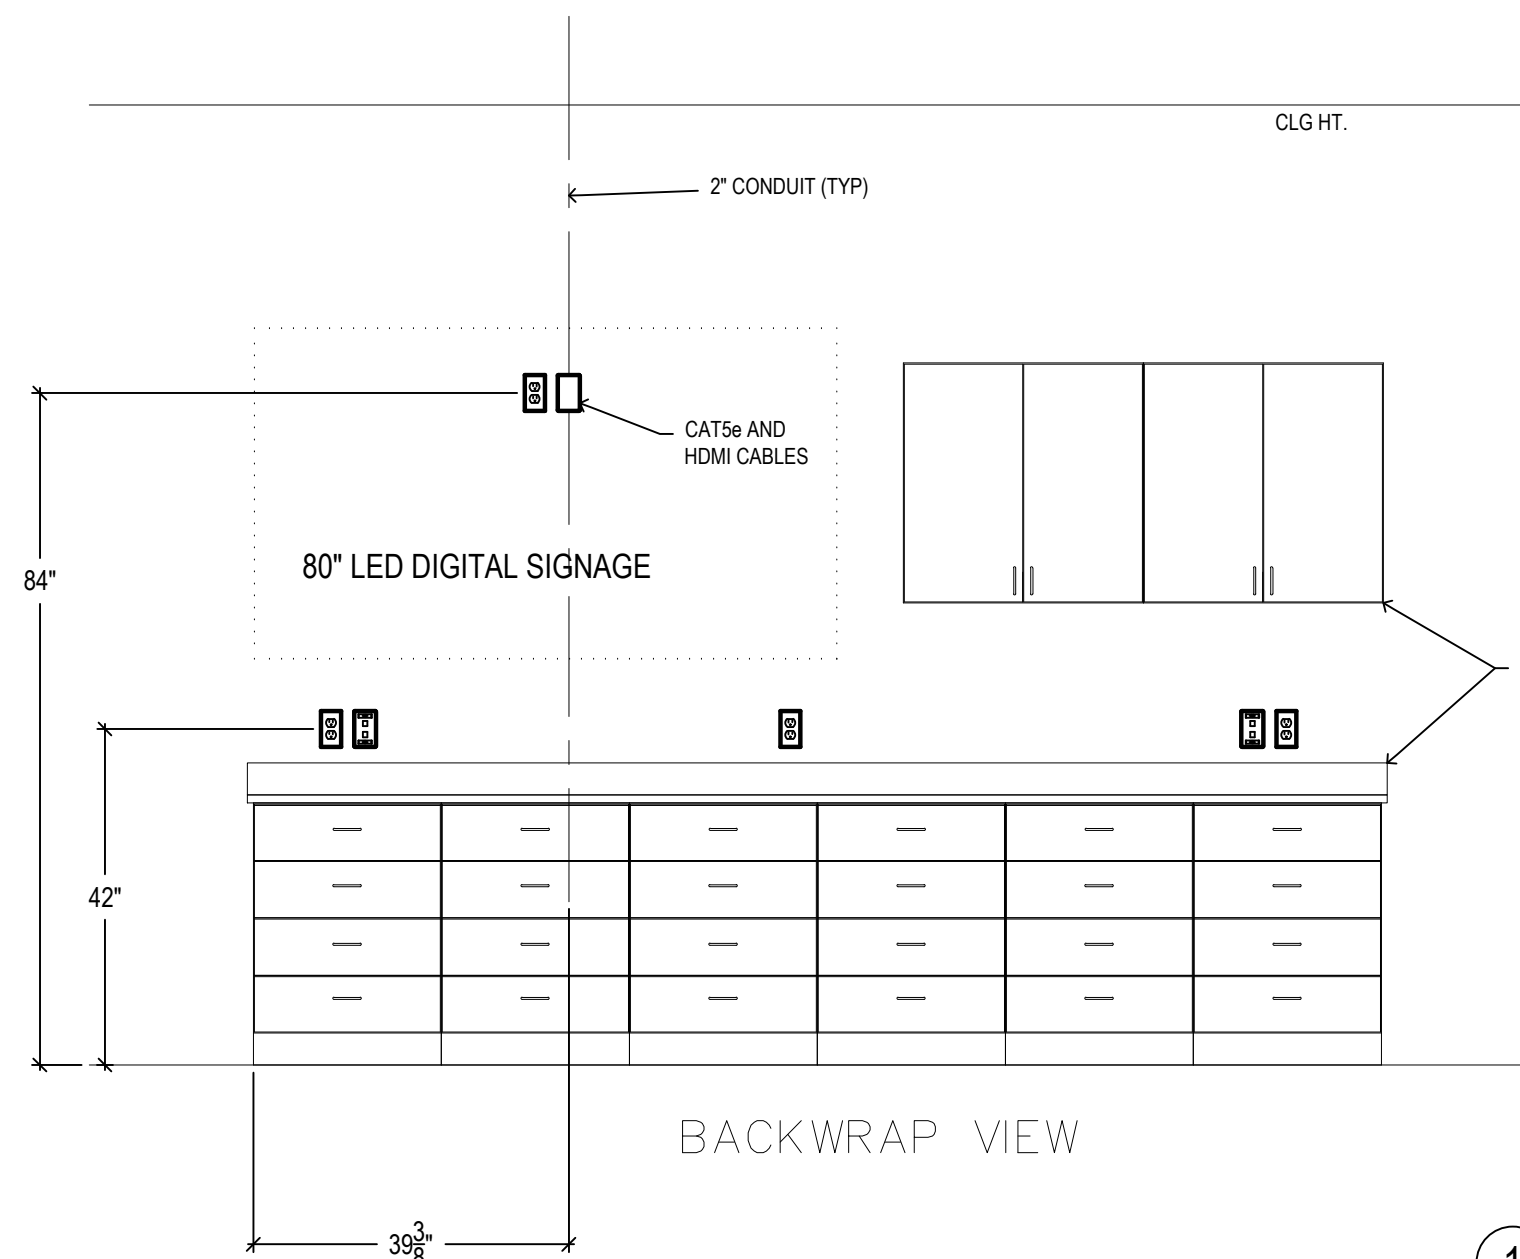 CLG HT.
2" CONDUIT (TYP)
CAT5e AND
HDMI CABLES
80" LED DIGITAL SIGNAGE
84"
42"
BACKWRAP VIEW
39 3/8"
1